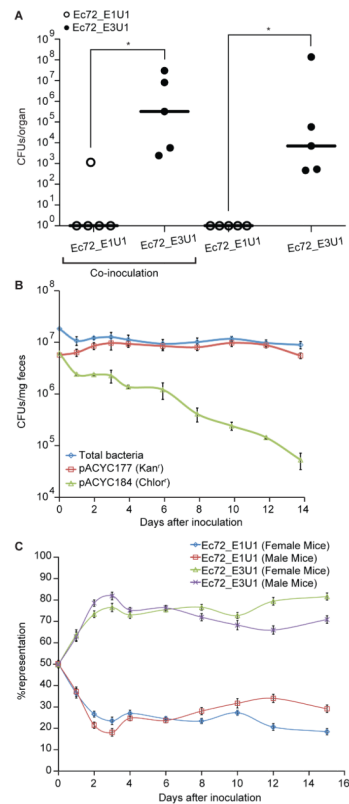 A
Ec72_E1U1
Ec72_E3U1
*
*
CFUs/organ
10⁹
10⁸
10⁷
10⁶
10⁵
10⁴
10³
10²
10¹
10⁰
Ec72_E1U1 Ec72_E3U1 Ec72_E1U1 Ec72_E3U1
Co-inoculation
B
CFUs/mg feces
10⁸
10⁷
10⁶
10⁵
10⁴
Total bacteria
pACYC177 (Kanʳ)
pACYC184 (Chlorʳ)
0 2 4 6 8 10 12 14
Days after inoculation
C
Ec72_E1U1 (Female Mice)
Ec72_E1U1 (Male Mice)
Ec72_E3U1 (Female Mice)
Ec72_E3U1 (Male Mice)
%representation
100
90
80
70
60
50
40
30
20
10
0
0 2 4 6 8 10 12 14 16
Days after inoculation